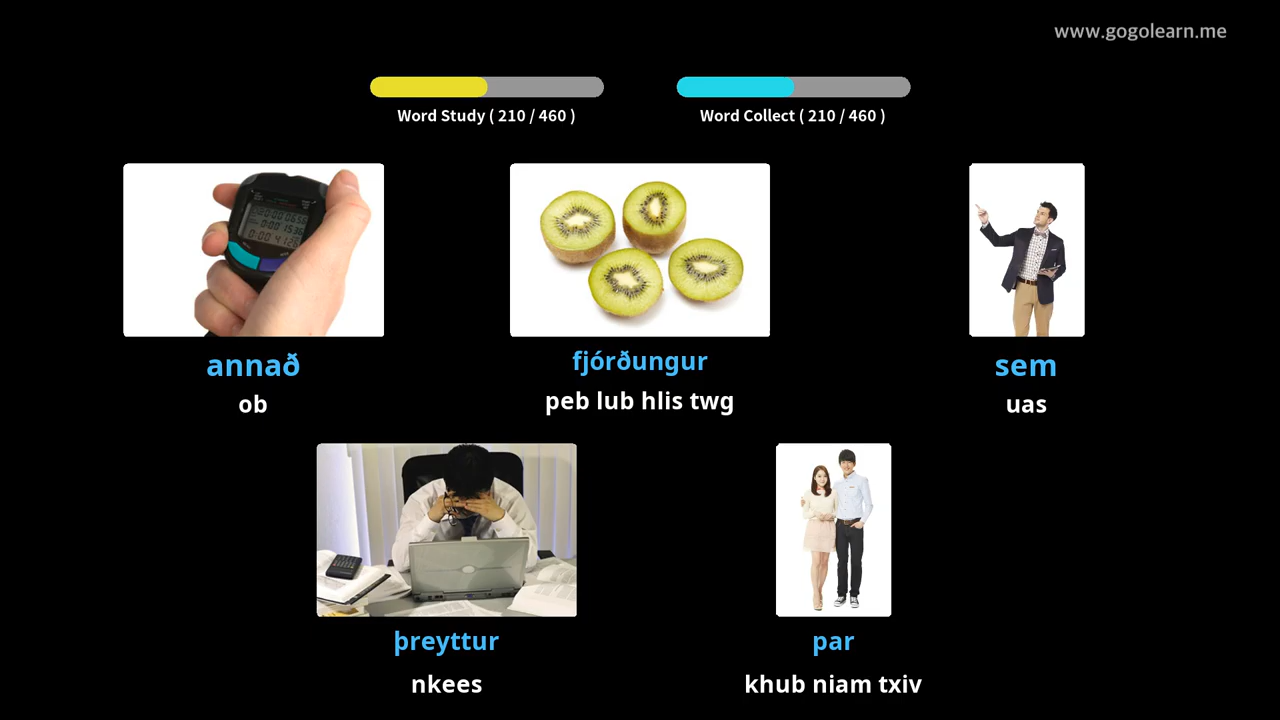 www.gogolearn.me
Word Study ( 210 / 460 )
Word Collect ( 210 / 460 )
annað
ob
fjórðungur
peb lub hlis twg
sem
uas
þreyttur
nkees
par
khub niam txiv